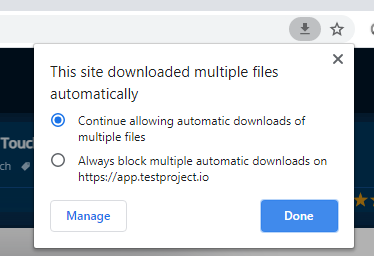 This site downloaded multiple files
automatically
Continue allowing automatic downloads of
multiple files
Always block multiple automatic downloads on
https://app.testproject.io
Manage
Done
Touch
ch